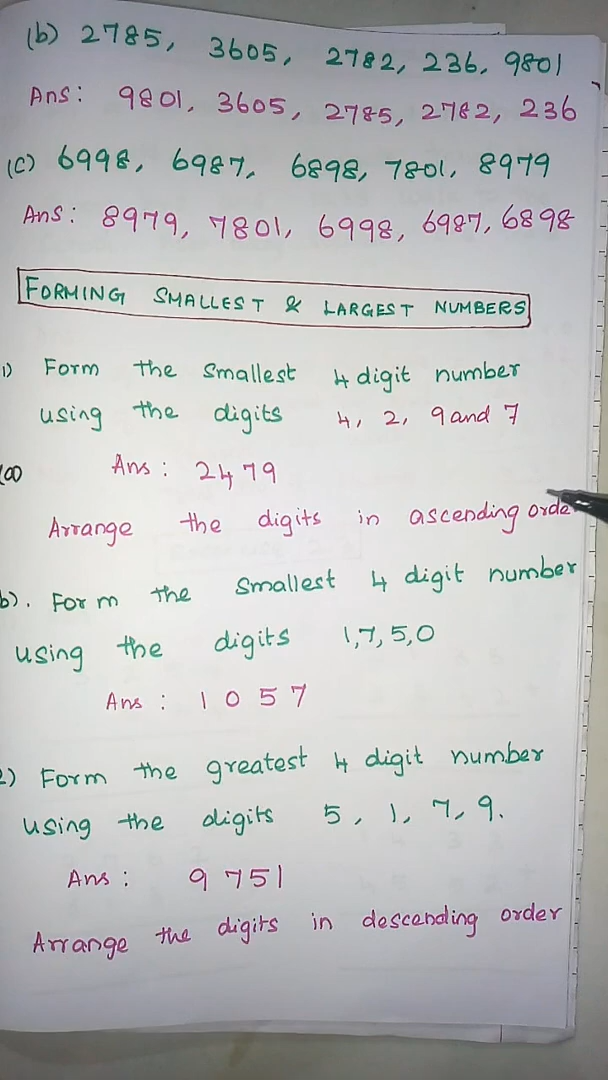 (b) 2785, 3605, 2782, 236, 9801
Ans: 9801, 3605, 2785, 2782, 236
(c) 6998, 6987, 6898, 7801, 8979
Ans: 8979, 7801, 6998, 6987, 6898
FORMING SMALLEST & LARGEST NUMBERS
1) Form the smallest 4 digit number
using the digits 4, 2, 9 and 7
(a) Ans: 2479
Arrange the digits in ascending orde
b). Form the smallest 4 digit number
using the digits 1,7,5,0
Ans: 1057
2) Form the greatest 4 digit number
using the digits 5, 1, 7, 9.
Ans: 9751
Arrange the digits in descending order